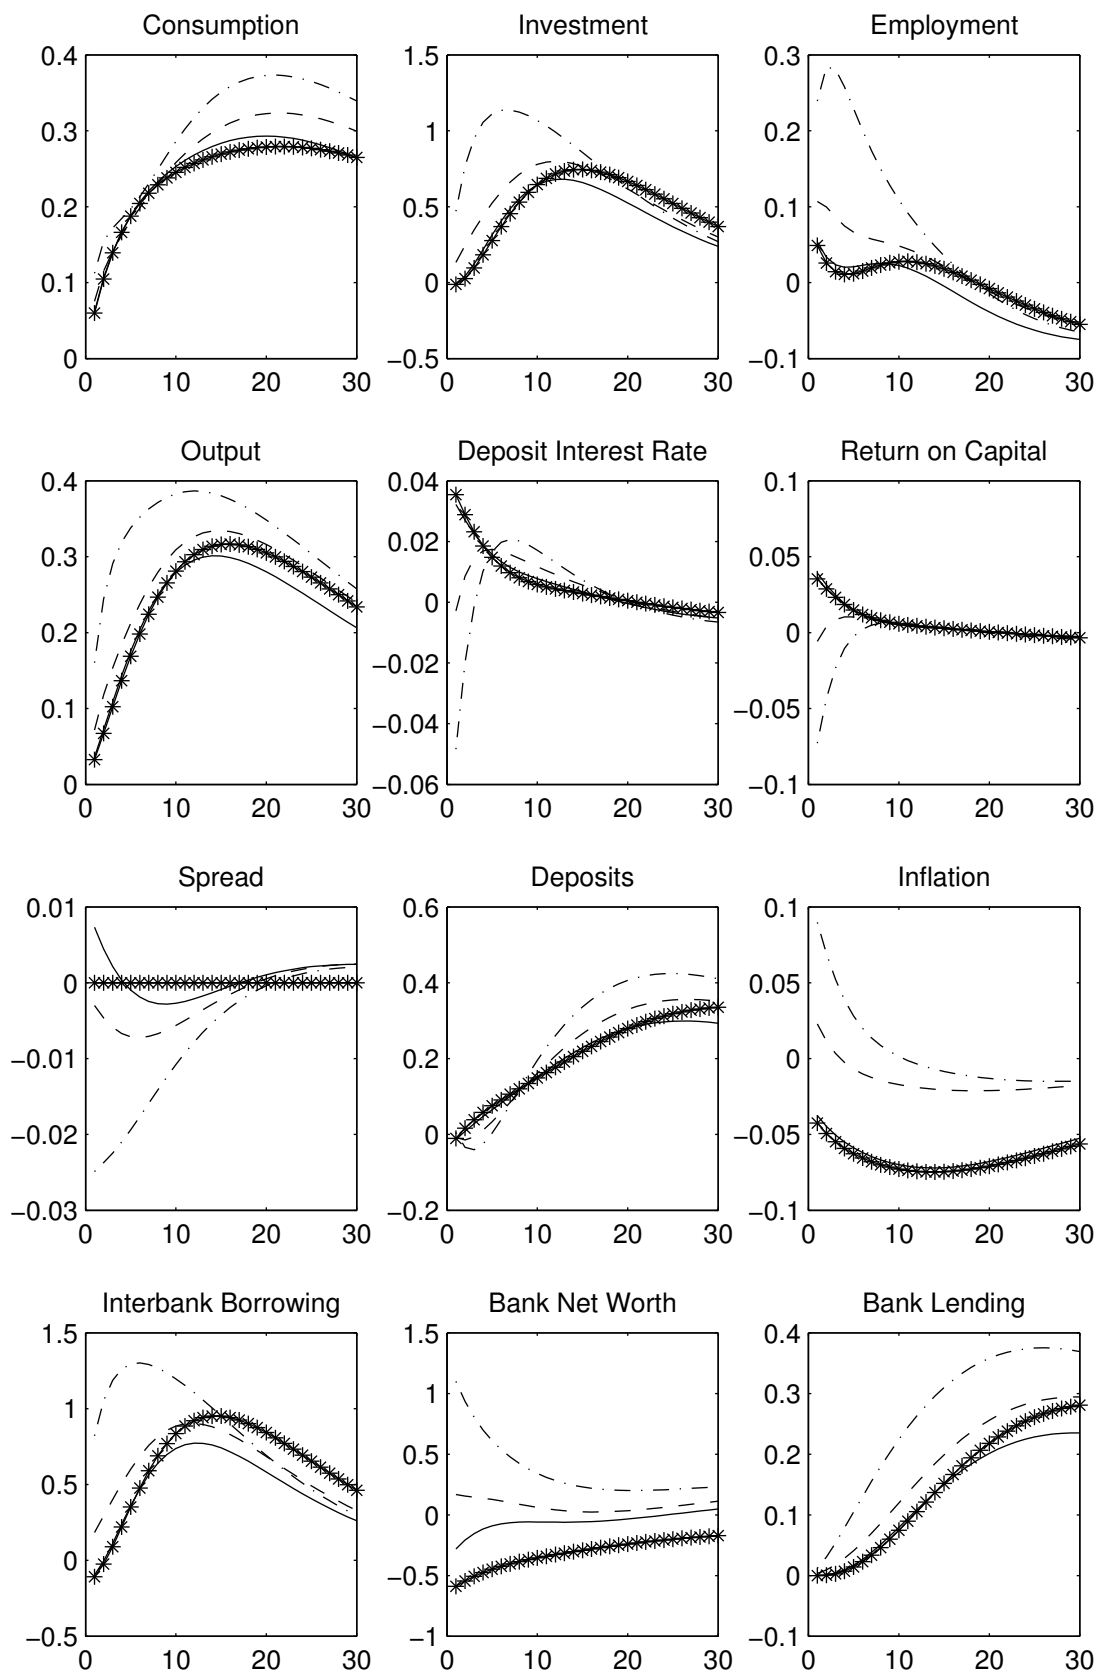 Consumption Investment Employment
0.4 1.5 0.3
0.3 1 0.2
0.2 0.5 0.1
0.1 0 0
0 −0.5 −0.1
0 10 20 30 0 10 20 30 0 10 20 30
Output Deposit Interest Rate Return on Capital
0.4 0.04 0.1
0.02
0.3 0.05
0
0.2 0
−0.02
0.1 −0.05
−0.04
0 −0.06 −0.1
0 10 20 30 0 10 20 30 0 10 20 30
Spread Deposits Inflation
0.01 0.6 0.1
0 0.4 0.05
−0.01 0.2 0
−0.02 0 −0.05
−0.03 −0.2 −0.1
0 10 20 30 0 10 20 30 0 10 20 30
Interbank Borrowing Bank Net Worth Bank Lending
1.5 1.5 0.4
1 1 0.3
0.5 0.5 0.2
0 0 0.1
−0.5 −0.5 0
−1 −0.1
0 10 20 30 0 10 20 30 0 10 20 30